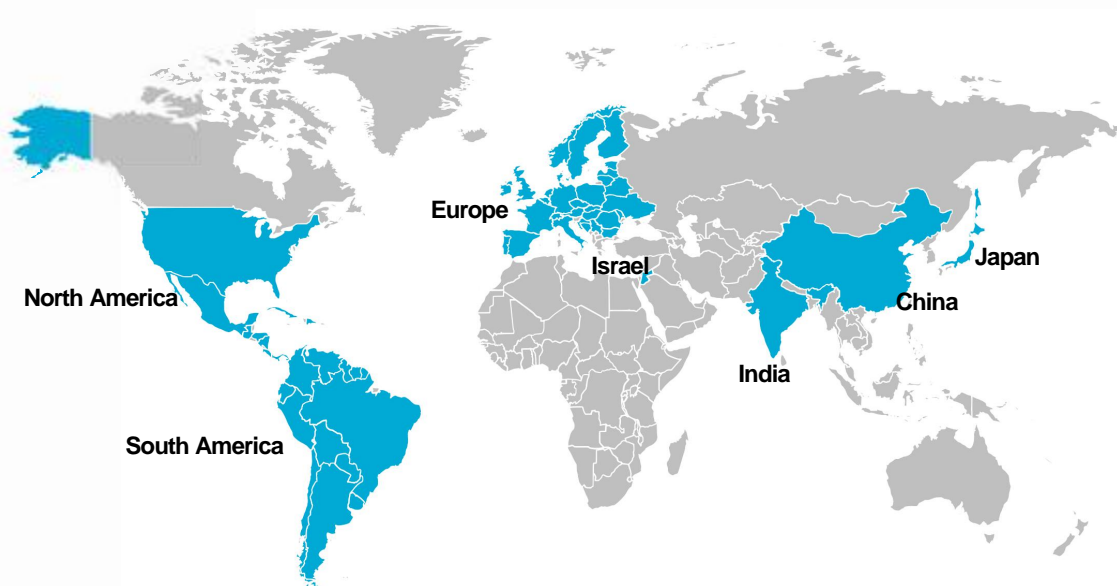 Europe
Israel
Japan
North America
China
India
South America